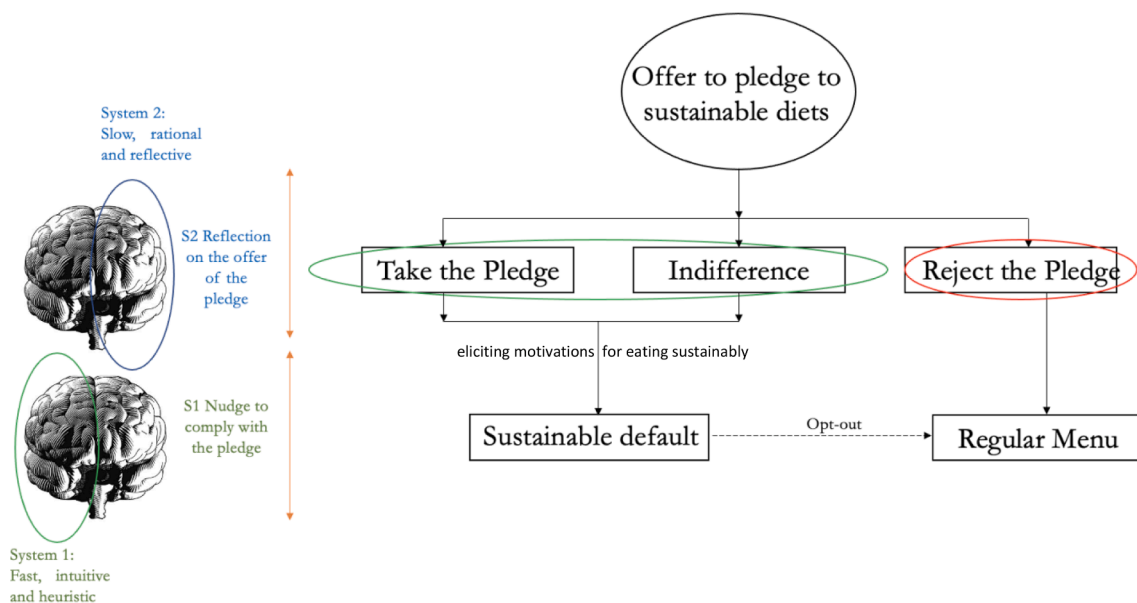 Offer to pledge to
sustainable diets
System 2:
Slow, rational
and reflective
S2 Reflection
on the offer
of the
pledge
Take the Pledge
Indifference
Reject the Pledge
eliciting motivations for eating sustainably
S1 Nudge to
comply with
the pledge
Sustainable default
Opt-out
Regular Menu
System 1:
Fast, intuitive
and heuristic